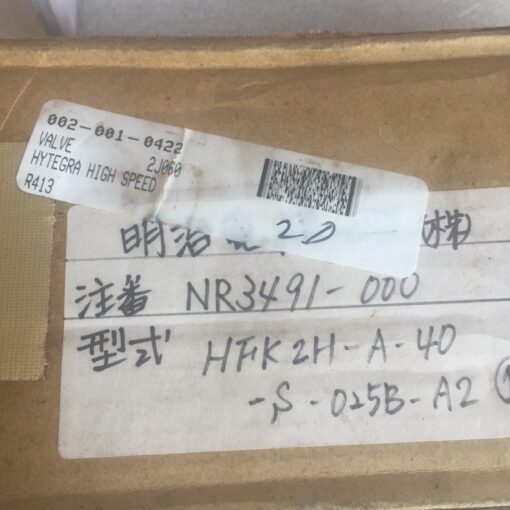 002-001-0422
VALVE 2J060
HYTEGRA HIGH SPEED
R413
20
明治 (株)
注番 NR3491-000
型式 HFK2H-A-40
-S-025B-A2